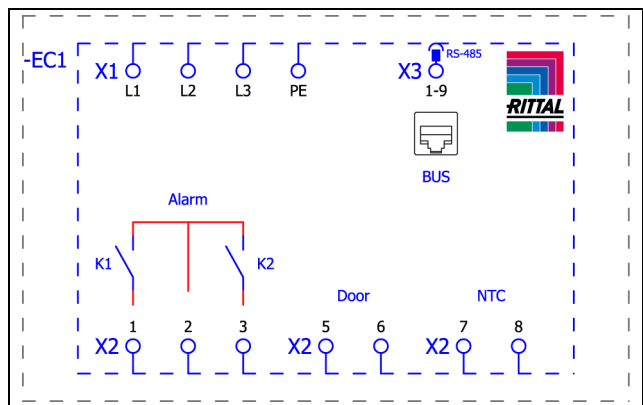 -EC1
X1 L1 L2 L3 PE
X3 1-9 RS-485
RITTAL
BUS
Alarm
K1 K2
Door NTC
X2 1 2 3 X2 5 6 X2 7 8